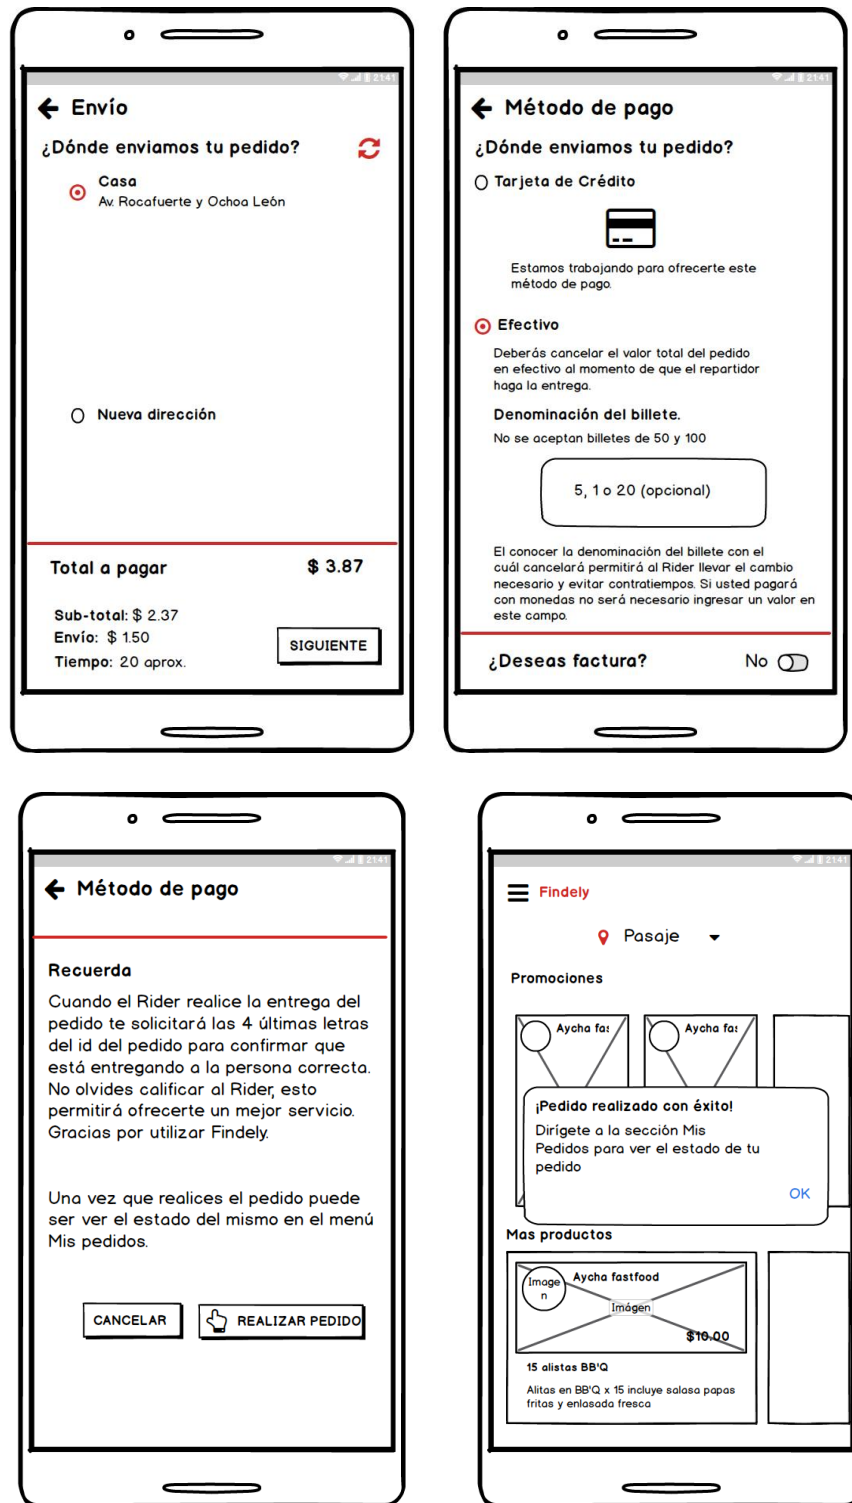 21:41
Envío
¿Dónde enviamos tu pedido?
Casa
Av. Rocafuerte y Ochoa León
Nueva dirección
Total a pagar $ 3.87
Sub-total: $ 2.37
Envío: $ 1.50
Tiempo: 20 aprox.
SIGUIENTE
21:41
Método de pago
¿Dónde enviamos tu pedido?
Tarjeta de Crédito
Estamos trabajando para ofrecerte este
método de pago.
Efectivo
Deberás cancelar el valor total del pedido
en efectivo al momento de que el repartidor
haga la entrega.
Denominación del billete.
No se aceptan billetes de 50 y 100
5, 1 o 20 (opcional)
El conocer la denominación del billete con el
cuál cancelará permitirá al Rider llevar el cambio
necesario y evitar contratiempos. Si usted pagará
con monedas no será necesario ingresar un valor en
este campo.
¿Deseas factura? No
21:41
Método de pago
Recuerda
Cuando el Rider realice la entrega del
pedido te solicitará las 4 últimas letras
del id del pedido para confirmar que
está entregando a la persona correcta.
No olvides calificar al Rider, esto
permitirá ofrecerte un mejor servicio.
Gracias por utilizar Findely.
Una vez que realices el pedido puede
ser ver el estado del mismo en el menú
Mis pedidos.
CANCELAR
REALIZAR PEDIDO
21:41
Findely
Pasaje
Promociones
Aycha fas
Aycha fas
¡Pedido realizado con éxito!
Dirígete a la sección Mis
Pedidos para ver el estado de tu
pedido
OK
Mas productos
Image
n
Aycha fastfood
Imágen
$10.00
15 alistas BB'Q
Alitas en BB'Q x 15 incluye salasa papas
fritas y enlasada fresca